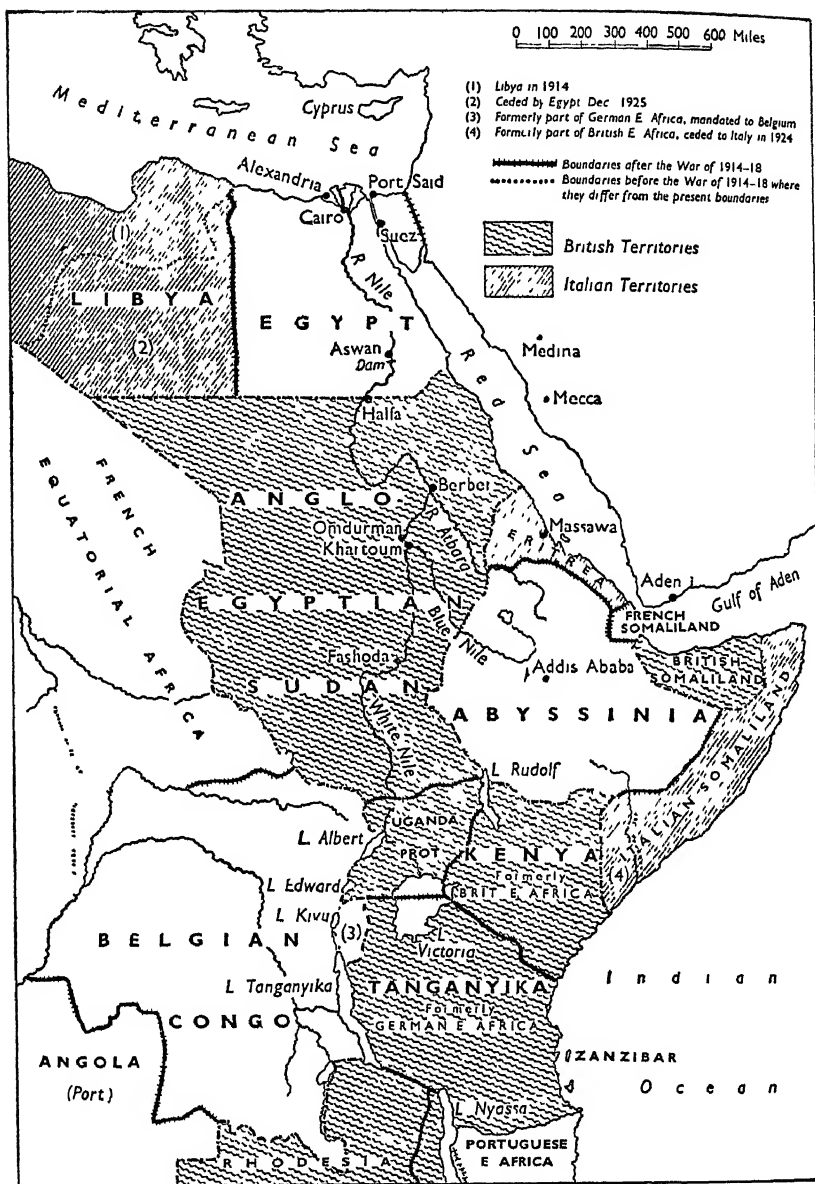 0 100 200 300 400 500 600 Miles
(1) Libya in 1914
(2) Ceded by Egypt Dec 1925
(3) Formerly part of German E. Africa, mandated to Belgium
(4) Formerly part of British E. Africa, ceded to Italy in 1924
Boundaries after the War of 1914-18
Boundaries before the War of 1914-18 where
they differ from the present boundaries
British Territories
Italian Territories
Mediterranean Sea
Cyprus
Alexandria
Port Said
Cairo
Suez
(1)
R Nile
LIBYA
EGYPT
(2)
Aswan
Dam
Medina
Mecca
Red Sea
Halfa
FRENCH
EQUATORIAL AFRICA
ANGLO-
Berber
R Atbara
Omdurman
Khartoum
Massawa
ERITREA
Aden
Gulf of Aden
EGYPTIAN
Blue Nile
FRENCH
SOMALILAND
Fashoda
Addis Ababa
BRITISH
SOMALILAND
SUDAN
White Nile
ABYSSINIA
L Rudolf
ITALIAN SOMALILAND
UGANDA
PROT
L. Albert
KENYA
Formerly
BRIT E AFRICA
(4)
L Edward
L Kivu
(3)
L
Victoria
BELGIAN
CONGO
L Tanganyika
TANGANYIKA
Formerly
GERMAN E AFRICA
Indian
Ocean
ZANZIBAR
ANGOLA
(Port)
L Nyassa
RHODESIA
PORTUGUESE
E AFRICA